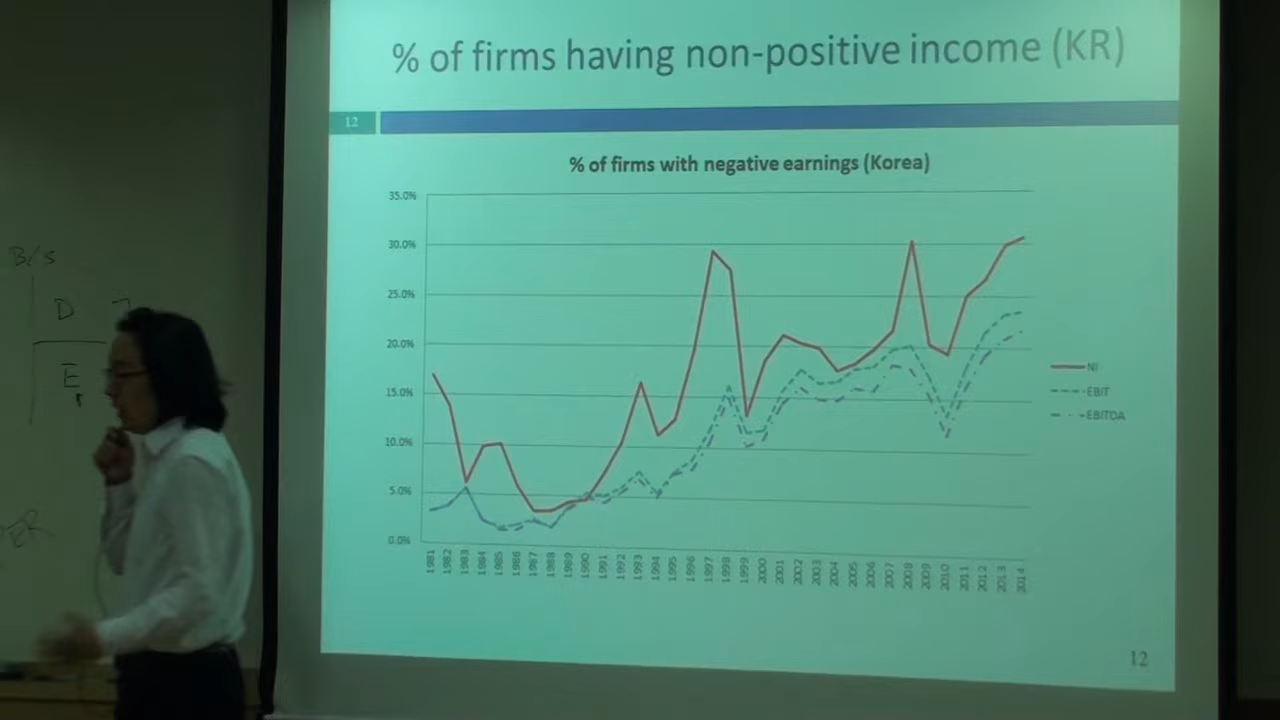 % of firms having non-positive income (KR)
12
% of firms with negative earnings (Korea)
35.0%
30.0%
25.0%
20.0%
15.0%
10.0%
5.0%
0.0%
1981 1982 1983 1984 1985 1986 1987 1988 1989 1990 1991 1992 1993 1994 1995 1996 1997 1998 1999 2000 2001 2002 2003 2004 2005 2006 2007 2008 2009 2010 2011 2012 2013 2014
NI
EBIT
EBITDA
12
B/S
D
E